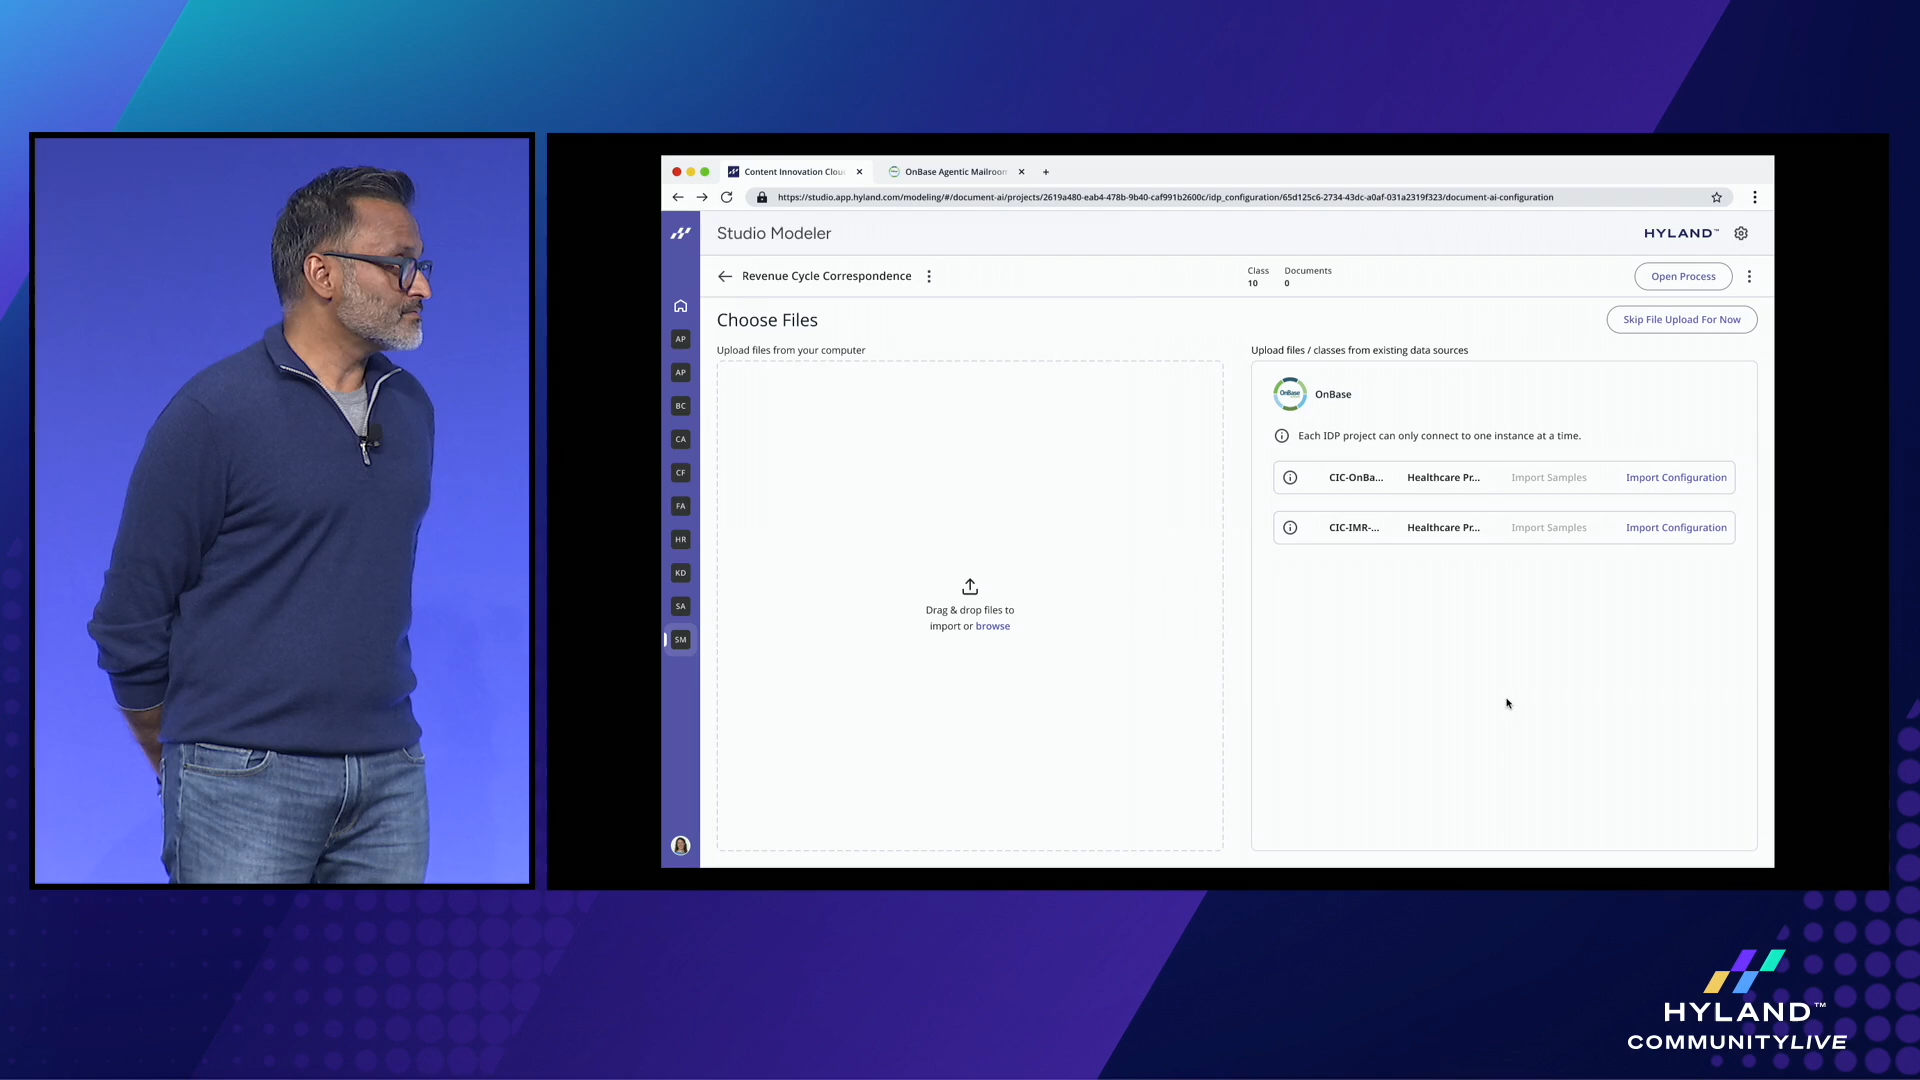 Content Innovation Clou
OnBase Agentic Mailroon
https://studio.app.hyland.com/modeling/#/document-ai/projects/2619a480-eab4-478b-9b40-caf991b2600c/idp_configuration/65d125c6-2734-43dc-a0af-031a2319f323/document-ai-configuration
Studio Modeler
HYLAND™
Revenue Cycle Correspondence
Class
10
Documents
0
Open Process
Choose Files
Skip File Upload For Now
Upload files from your computer
Upload files / classes from existing data sources
OnBase
OnBase
Each IDP project can only connect to one instance at a time.
CIC-OnBa... Healthcare Pr... Import Samples Import Configuration
CIC-IMR-... Healthcare Pr... Import Samples Import Configuration
Drag & drop files to
import or browse
AP
AP
BC
CA
CF
FA
HR
KD
SA
SM
HYLAND™
COMMUNITYLIVE